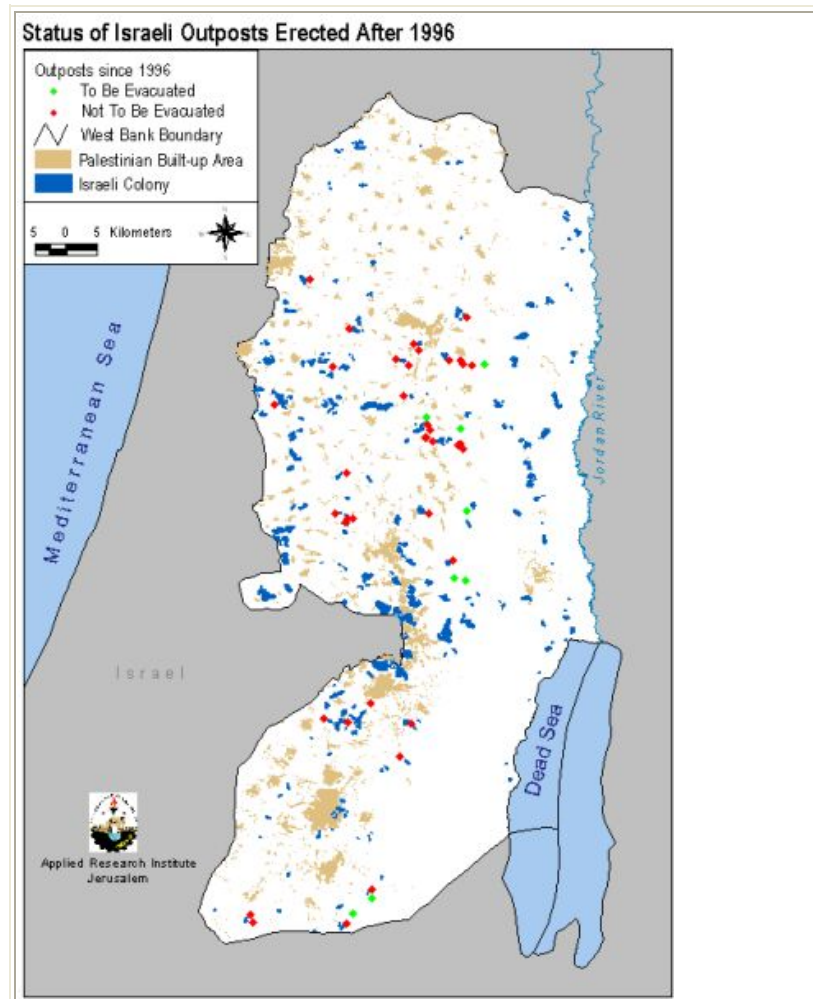 Status of Israeli Outposts Erected After 1996
Outposts since 1996
To Be Evacuated
Not To Be Evacuated
West Bank Boundary
Palestinian Built-up Area
Israeli Colony
5 0 5 Kilometers
Mediterranean Sea
Jordan River
Israel
Dead Sea
Applied Research Institute
Jerusalem